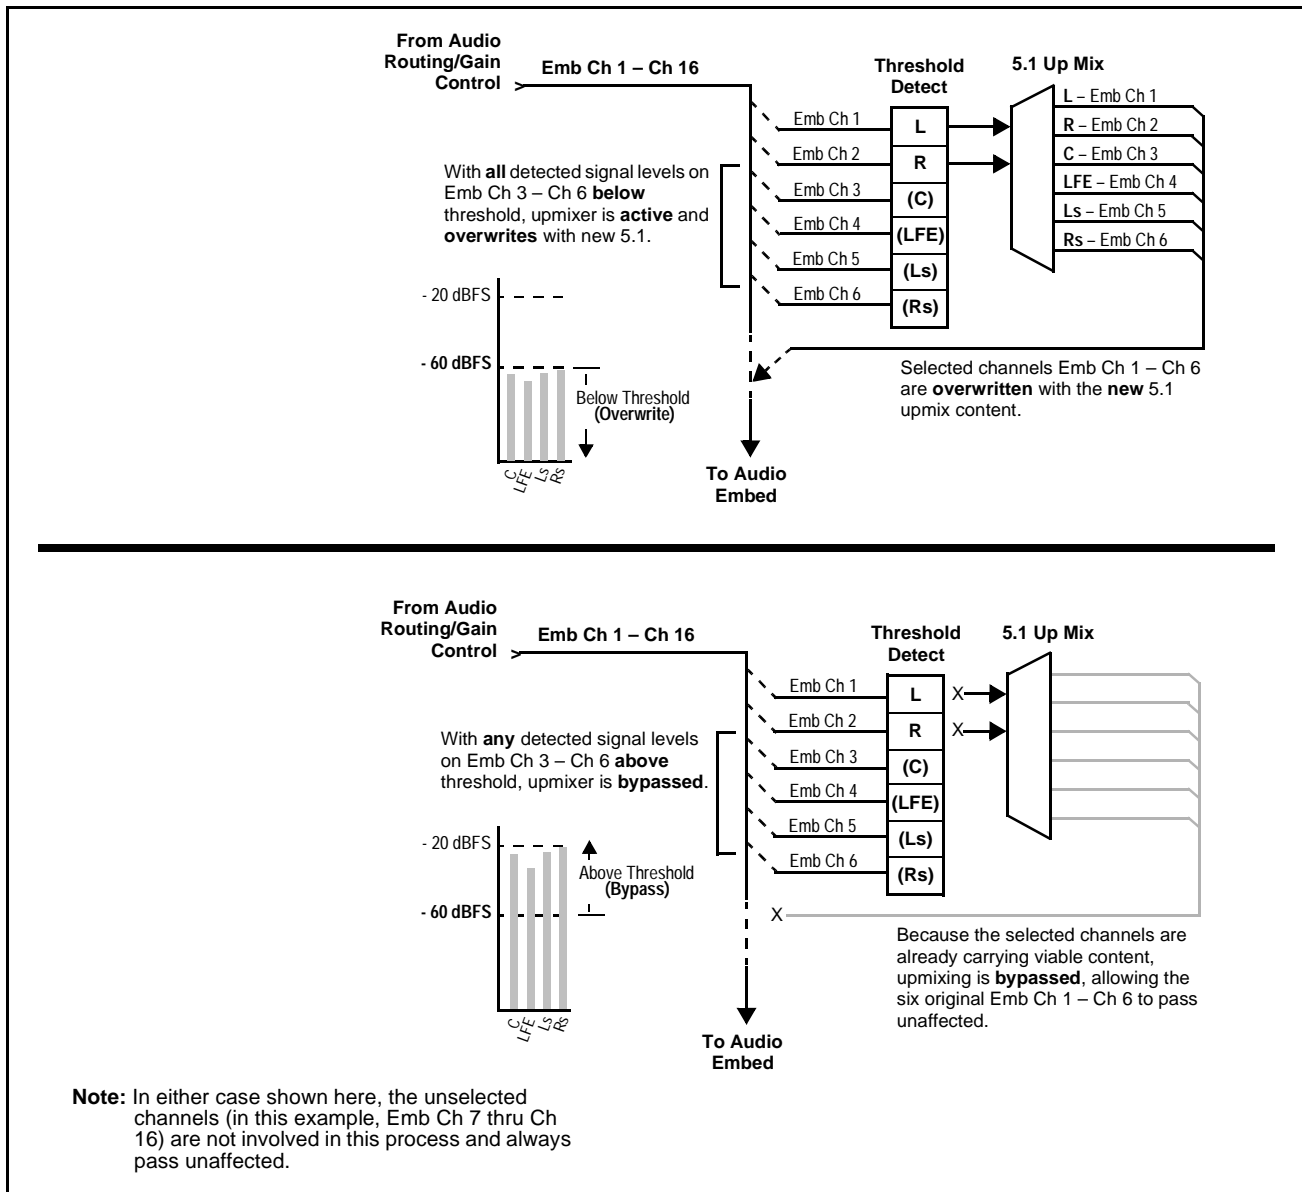 From Audio
Routing/Gain
Control
Emb Ch 1 – Ch 16
Threshold
Detect
5.1 Up Mix
Emb Ch 1
Emb Ch 2
Emb Ch 3
Emb Ch 4
Emb Ch 5
Emb Ch 6
L
R
(C)
(LFE)
(Ls)
(Rs)
L – Emb Ch 1
R – Emb Ch 2
C – Emb Ch 3
LFE – Emb Ch 4
Ls – Emb Ch 5
Rs – Emb Ch 6
With all detected signal levels on
Emb Ch 3 – Ch 6 below
threshold, upmixer is active and
overwrites with new 5.1.
- 20 dBFS
- 60 dBFS
Below Threshold
(Overwrite)
C
LFE
Ls
Rs
Selected channels Emb Ch 1 – Ch 6
are overwritten with the new 5.1
upmix content.
To Audio
Embed
From Audio
Routing/Gain
Control
Emb Ch 1 – Ch 16
Threshold
Detect
5.1 Up Mix
Emb Ch 1
Emb Ch 2
Emb Ch 3
Emb Ch 4
Emb Ch 5
Emb Ch 6
L
R
(C)
(LFE)
(Ls)
(Rs)
X
X
With any detected signal levels
on Emb Ch 3 – Ch 6 above
threshold, upmixer is bypassed.
- 20 dBFS
- 60 dBFS
Above Threshold
(Bypass)
C
LFE
Ls
Rs
X
Because the selected channels are
already carrying viable content,
upmixing is bypassed, allowing the
six original Emb Ch 1 – Ch 6 to pass
unaffected.
To Audio
Embed
Note: In either case shown here, the unselected
channels (in this example, Emb Ch 7 thru Ch
16) are not involved in this process and always
pass unaffected.